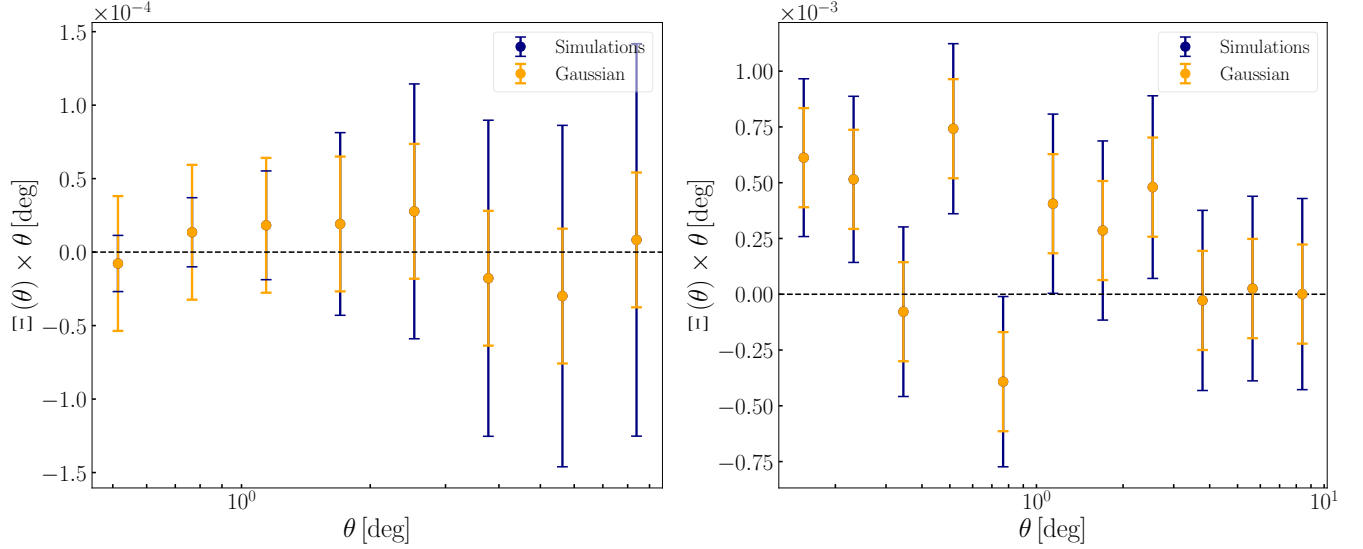 ×10⁻⁴
1.5
1.0
0.5
0.0
−0.5
−1.0
−1.5
Ξ (θ) × θ [deg]
10⁰
θ [deg]
Simulations
Gaussian
×10⁻³
1.00
0.75
0.50
0.25
0.00
−0.25
−0.50
−0.75
Ξ (θ) × θ [deg]
10⁰
10¹
θ [deg]
Simulations
Gaussian